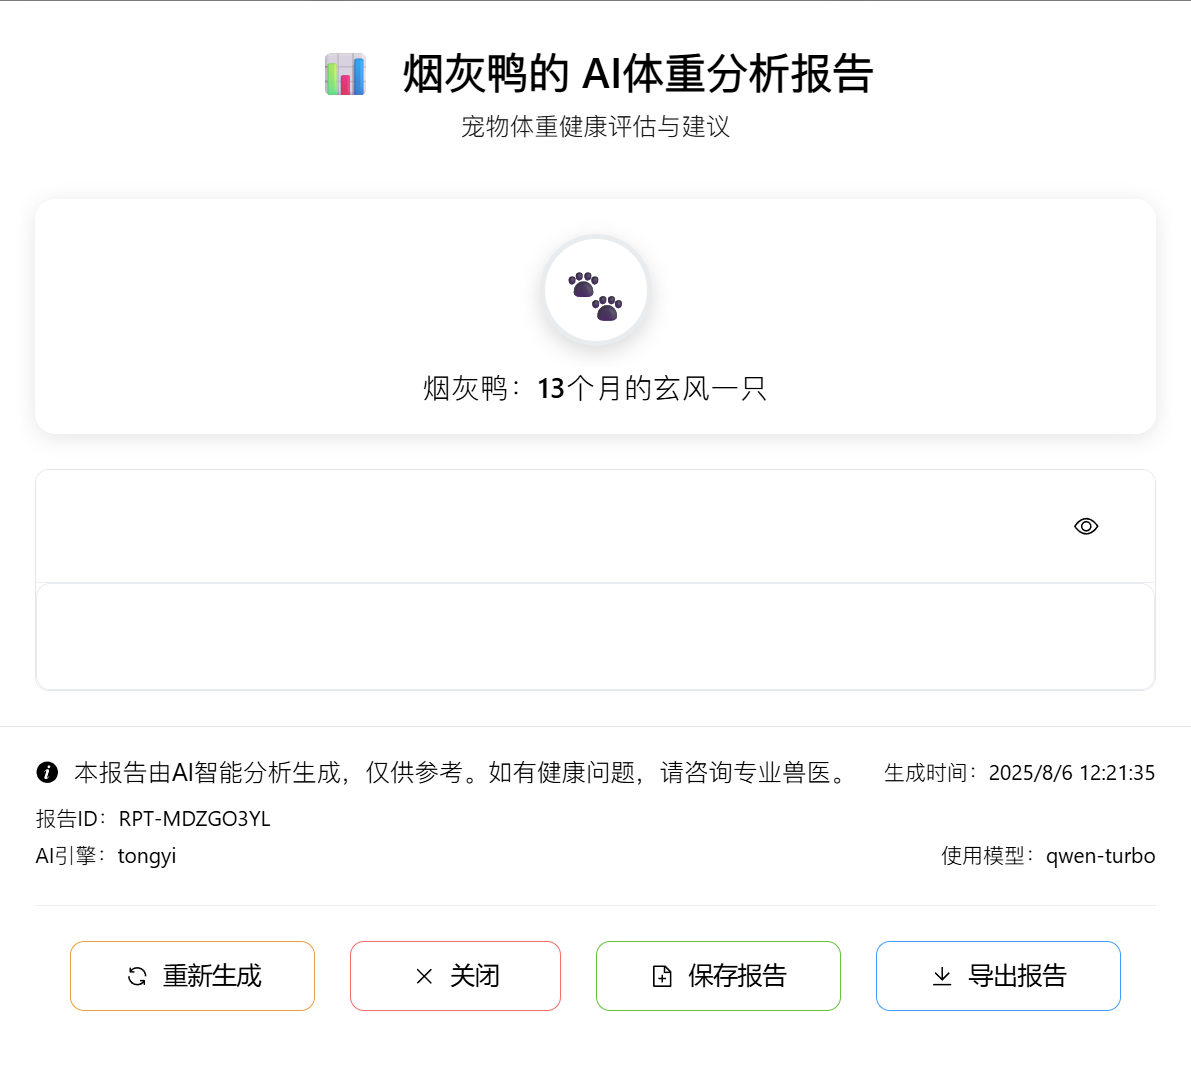 烟灰鸭的 AI体重分析报告
宠物体重健康评估与建议
烟灰鸭：13个月的玄风一只
本报告由AI智能分析生成，仅供参考。如有健康问题，请咨询专业兽医。 生成时间：2025/8/6 12:21:35
报告ID：RPT-MDZGO3YL
AI引擎：tongyi 使用模型：qwen-turbo
重新生成 关闭 保存报告 导出报告